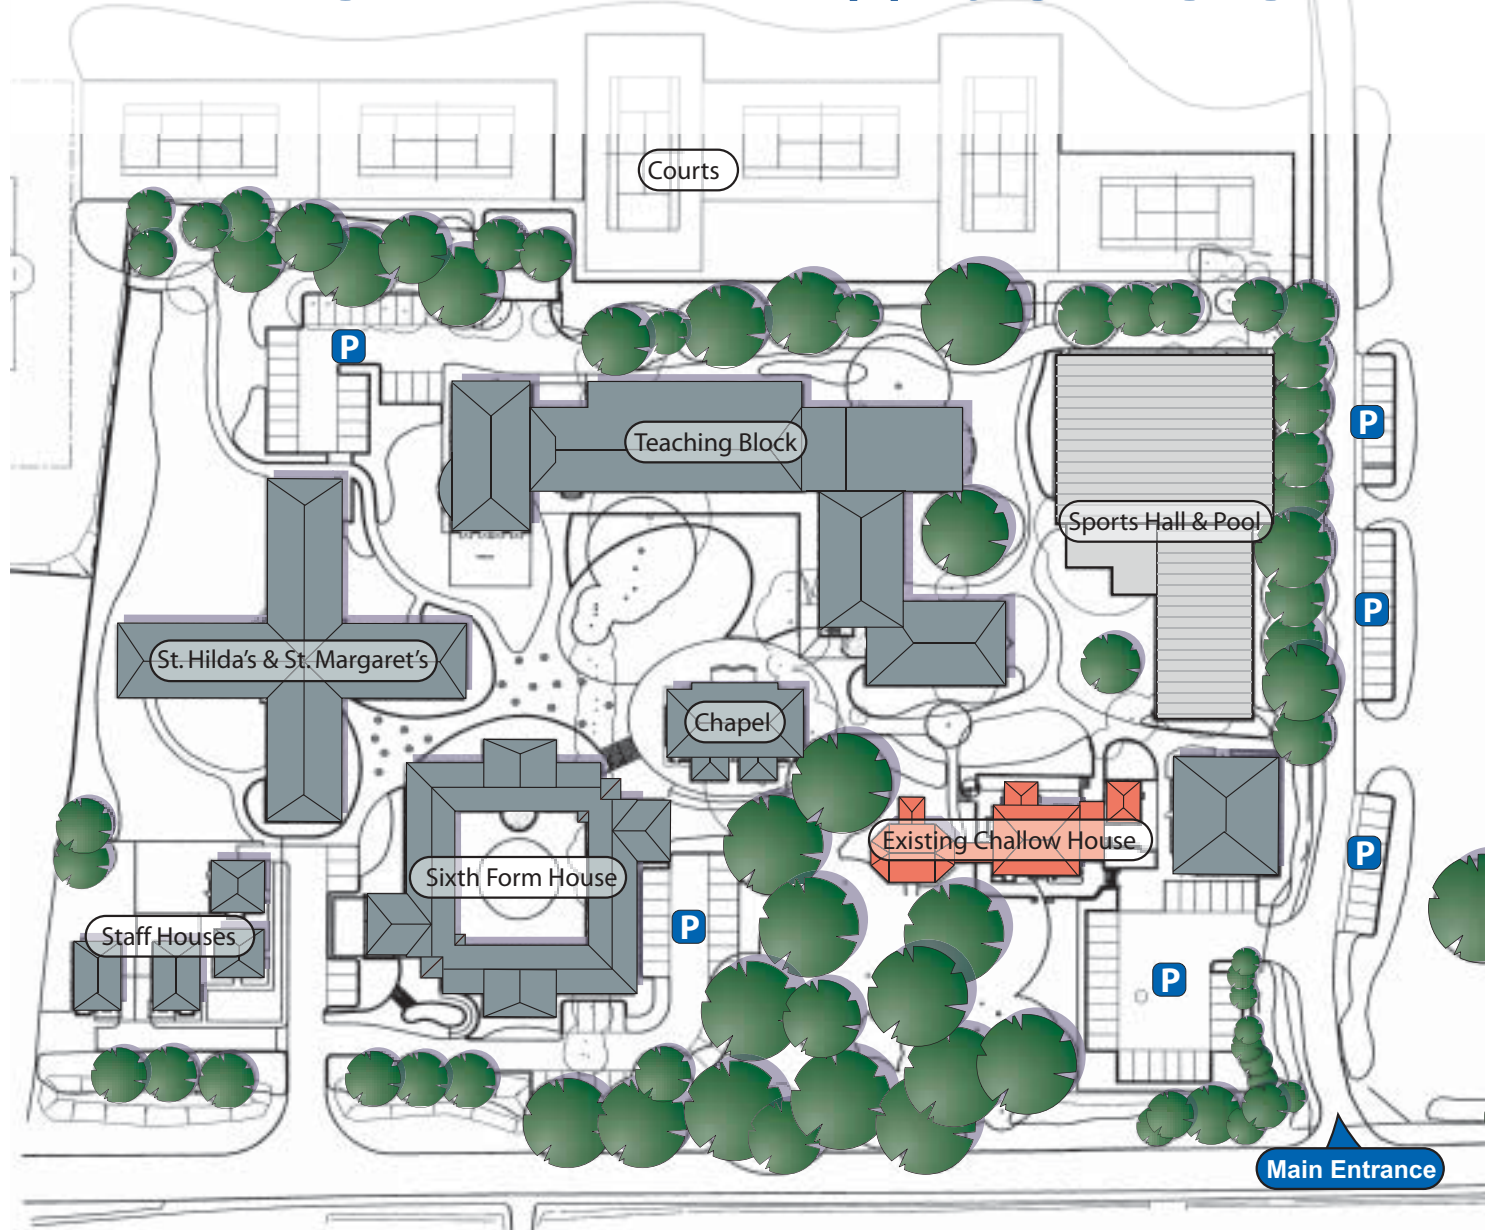 Courts
P
Teaching Block
P
Sports Hall & Pool
P
St. Hilda's & St. Margaret's
Chapel
Existing Challow House
P
Sixth Form House
P
Staff Houses
P
Main Entrance